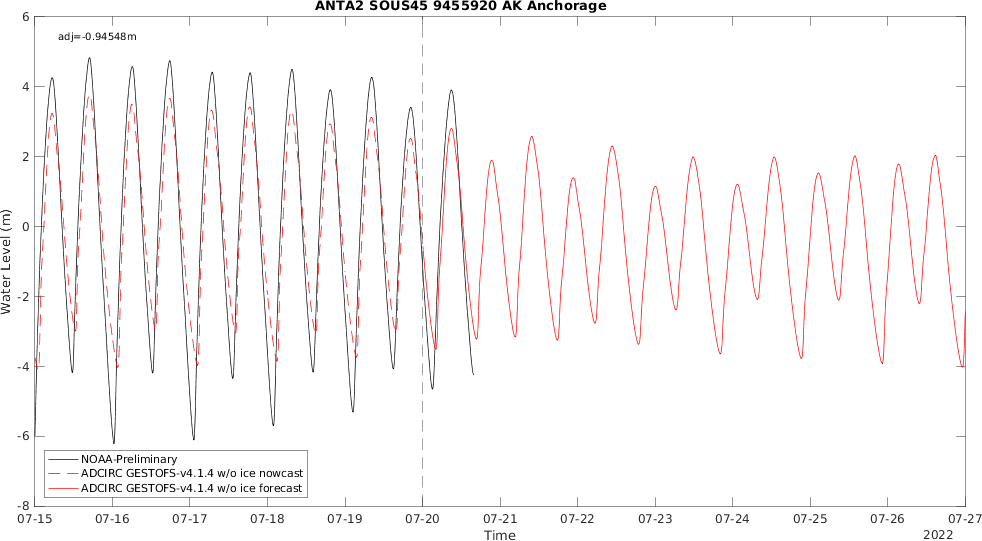 ANTA2 SOUS45 9455920 AK Anchorage
adj=-0.94548m
6
4
2
0
-2
-4
-6
-8
Water Level (m)
NOAA-Preliminary
ADCIRC GESTOFS-v4.1.4 w/o ice nowcast
ADCIRC GESTOFS-v4.1.4 w/o ice forecast
07-15 07-16 07-17 07-18 07-19 07-20 07-21 07-22 07-23 07-24 07-25 07-26 07-27
Time
2022